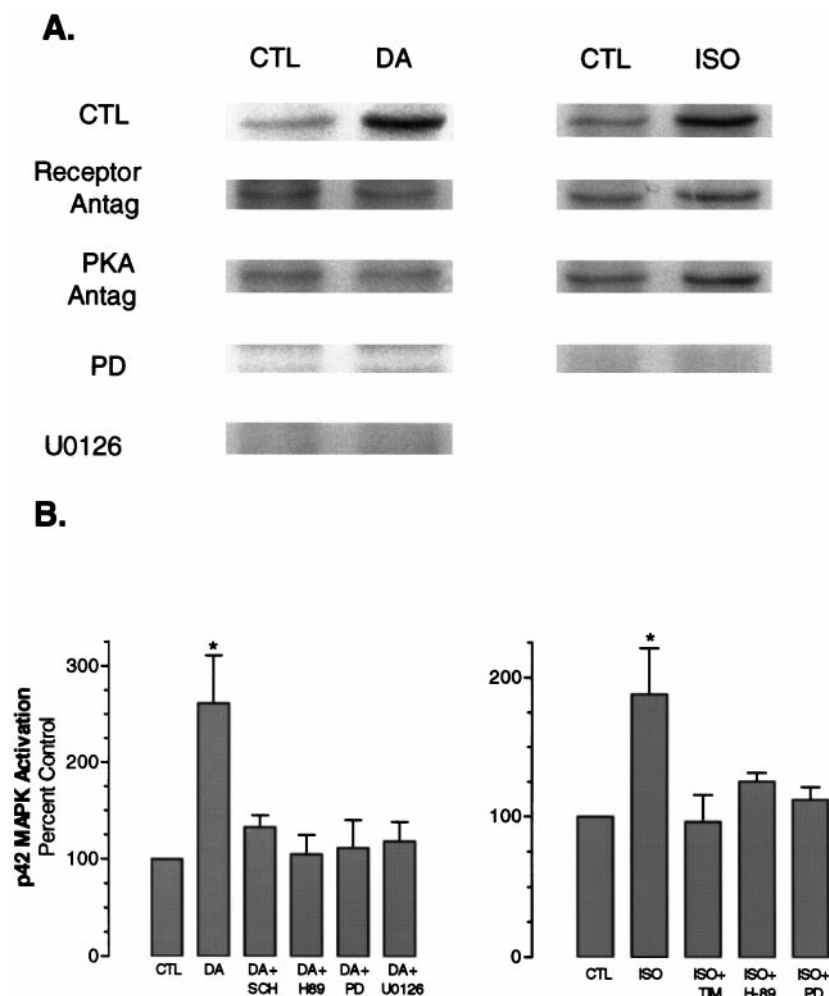 A.
CTL DA CTL ISO
CTL
Receptor
Antag
PKA
Antag
PD
U0126
B.
p42 MAPK Activation
Percent Control
300
200
100
0
*
CTL DA DA+ DA+ DA+ DA+
SCH H89 PD U0126
200
100
0
*
CTL ISO ISO+ ISO+ ISO+
TIM H-89 PD